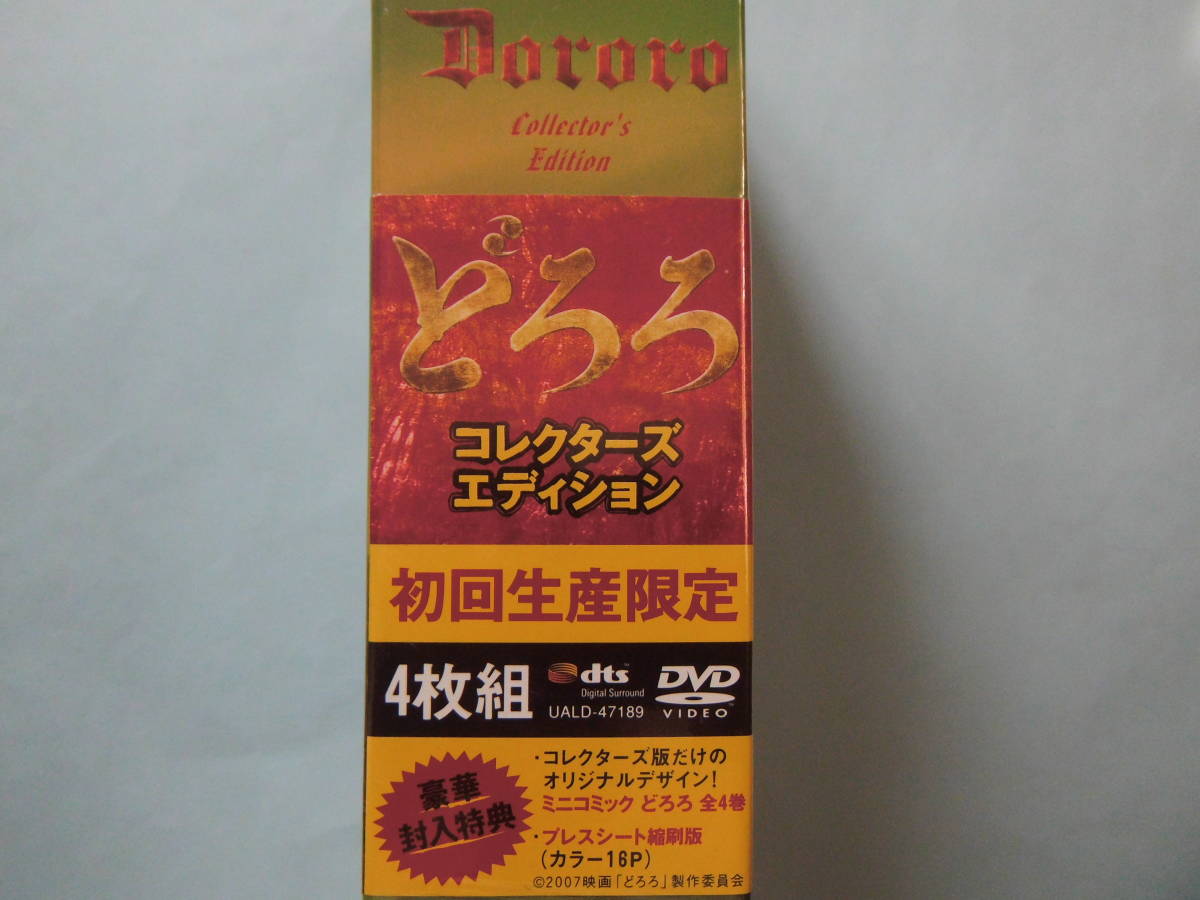 Dororo
Collector's
Edition
どろろ
コレクターズ
エディション
初回生産限定
4枚組
dts™
Digital Surround
UALD-47189
DVD
VIDEO™
豪華
封入特典
・コレクターズ版だけの
オリジナルデザイン!
ミニコミック どろろ 全4巻
・プレスシート縮刷版
(カラー16P)
©2007映画「どろろ」製作委員会